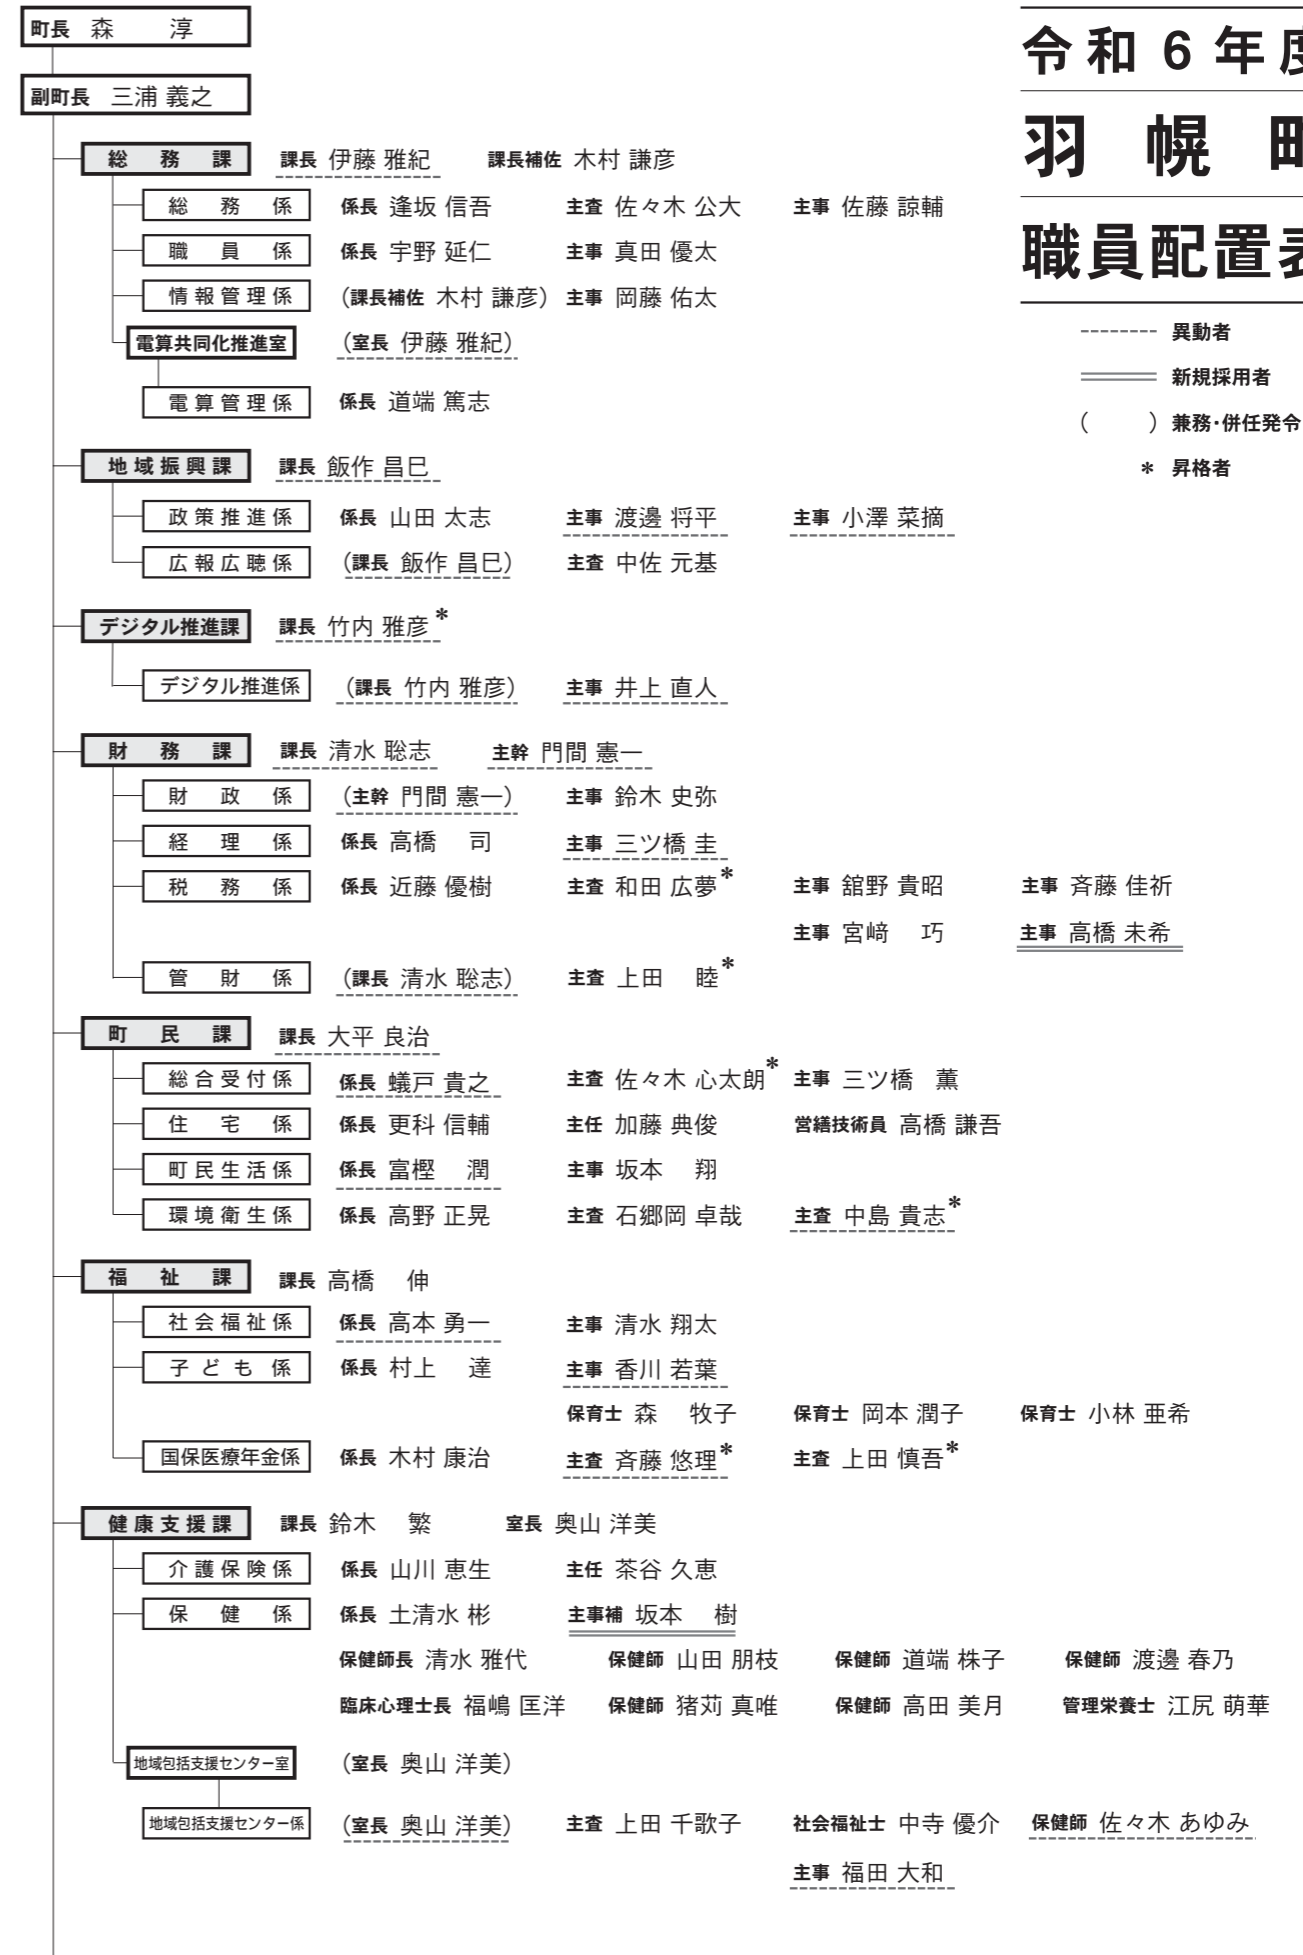 町長 森 淳
副町長 三浦 義之
令和6年度
羽幌町
職員配置表
異動者
新規採用者
( ) 兼務・併任発令
* 昇格者
総務課 課長 伊藤 雅紀 課長補佐 木村 謙彦
総務係 係長 逢坂 信吾 主査 佐々木 公大 主事 佐藤 諒輔
職員係 係長 宇野 延仁 主事 真田 優太
情報管理係 (課長補佐 木村 謙彦) 主事 岡藤 佑太
電算共同化推進室 (室長 伊藤 雅紀)
電算管理係 係長 道端 篤志
地域振興課 課長 飯作 昌巳
政策推進係 係長 山田 太志 主事 渡邊 将平 主事 小澤 菜摘
広報広聴係 (課長 飯作 昌巳) 主査 中佐 元基
デジタル推進課 課長 竹内 雅彦*
デジタル推進係 (課長 竹内 雅彦) 主事 井上 直人
財務課 課長 清水 聡志 主幹 門間 憲一
財政係 (主幹 門間 憲一) 主事 鈴木 史弥
経理係 係長 高橋 司 主事 三ツ橋 圭
税務係 係長 近藤 優樹 主査 和田 広夢* 主事 舘野 貴昭 主事 斉藤 佳祈
主事 宮﨑 巧 主事 高橋 未希
管財係 (課長 清水 聡志) 主査 上田 睦*
町民課 課長 大平 良治
総合受付係 係長 蟻戸 貴之 主査 佐々木 心太朗* 主事 三ツ橋 薫
住宅係 係長 更科 信輔 主任 加藤 典俊 営繕技術員 高橋 謙吾
町民生活係 係長 富樫 潤 主事 坂本 翔
環境衛生係 係長 高野 正晃 主査 石郷岡 卓哉 主査 中島 貴志*
福祉課 課長 高橋 伸
社会福祉係 係長 高本 勇一 主事 清水 翔太
子ども係 係長 村上 達 主事 香川 若葉
保育士 森 牧子 保育士 岡本 潤子 保育士 小林 亜希
国保医療年金係 係長 木村 康治 主査 斉藤 悠理* 主査 上田 慎吾*
健康支援課 課長 鈴木 繁 室長 奥山 洋美
介護保険係 係長 山川 恵生 主任 茶谷 久恵
保健係 係長 土清水 彬 主事補 坂本 樹
保健師長 清水 雅代 保健師 山田 朋枝 保健師 道端 株子 保健師 渡邊 春乃
臨床心理士長 福嶋 匡洋 保健師 猪苅 真唯 保健師 高田 美月 管理栄養士 江尻 萌華
地域包括支援センター室 (室長 奥山 洋美)
地域包括支援センター係 (室長 奥山 洋美) 主査 上田 千歌子 社会福祉士 中寺 優介 保健師 佐々木 あゆみ
主事 福田 大和